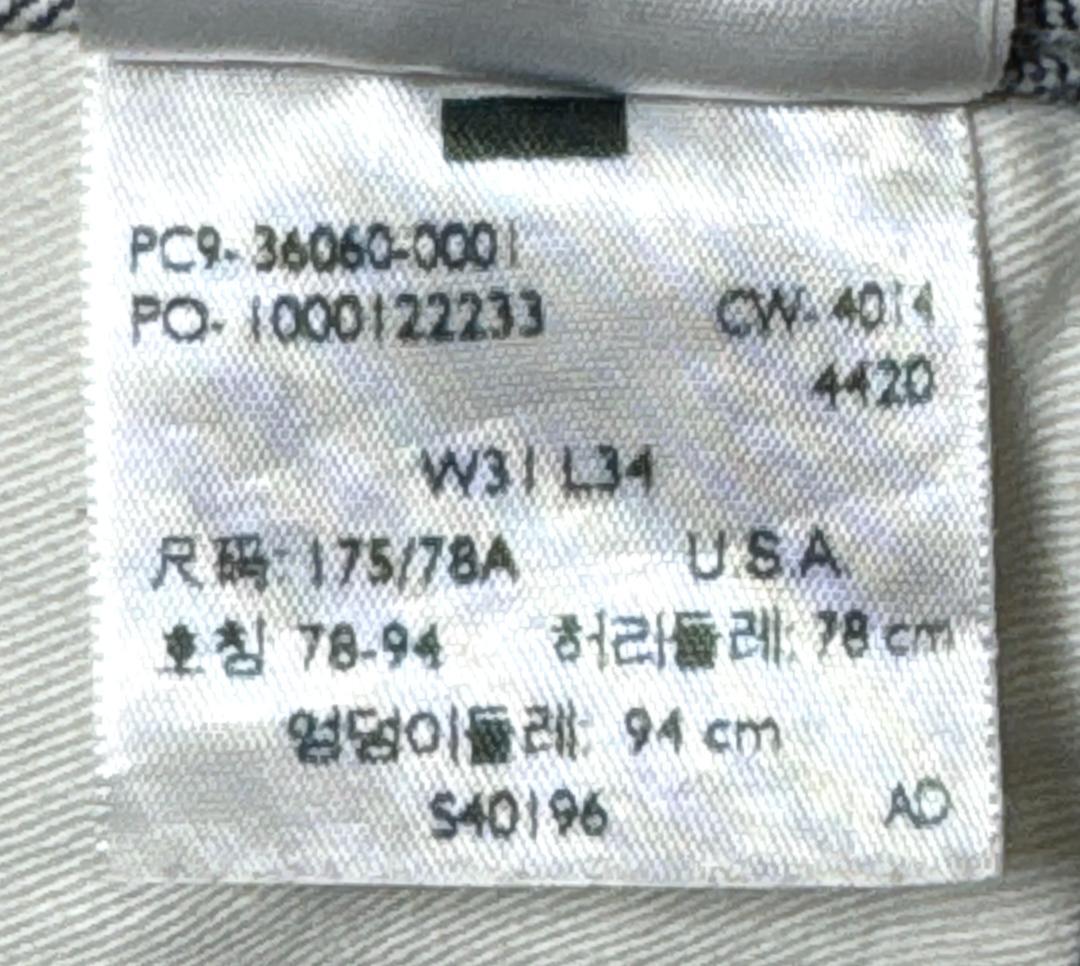 PC9- 36060-0001
PO- 1000122233 CW- 4014
4420
W31 L34
尺码: 175/78A USA
호칭 78-94 허리둘레: 78 cm
엉덩이둘레: 94 cm
S40196 AO